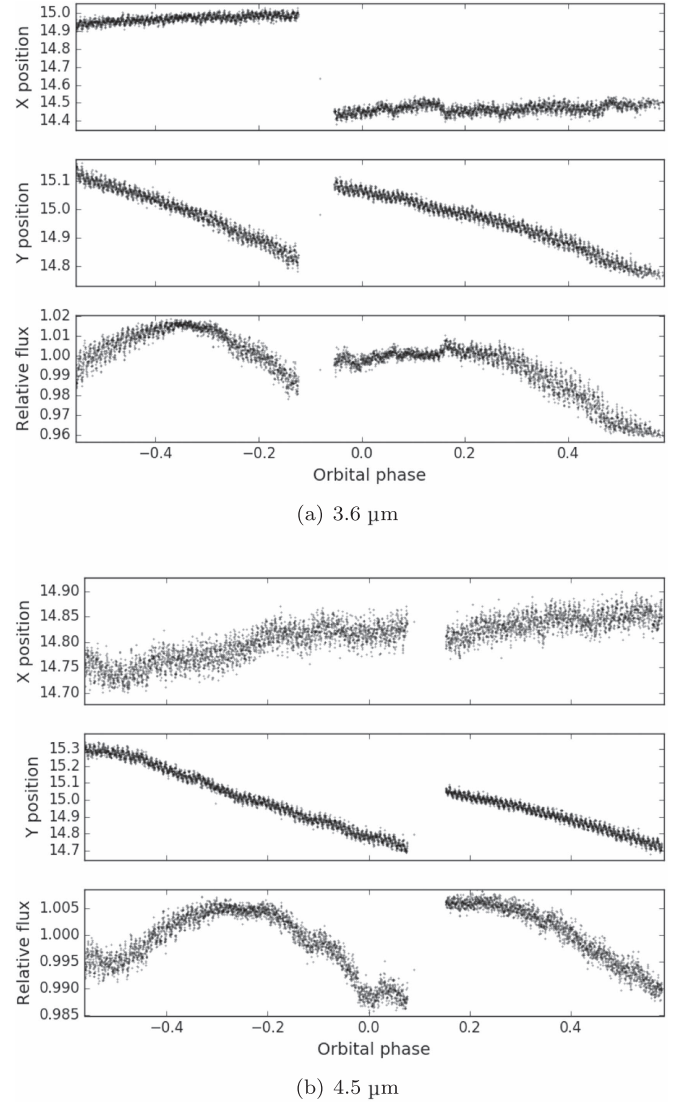 15.0
14.9
14.8
14.7
14.6
14.5
14.4
X position
15.1
15.0
14.9
14.8
Y position
1.02
1.01
1.00
0.99
0.98
0.97
0.96
Relative flux
−0.4 −0.2 0.0 0.2 0.4
Orbital phase
(a) 3.6 µm
14.90
14.85
14.80
14.75
14.70
X position
15.3
15.2
15.1
15.0
14.9
14.8
14.7
Y position
1.005
1.000
0.995
0.990
0.985
Relative flux
−0.4 −0.2 0.0 0.2 0.4
Orbital phase
(b) 4.5 µm